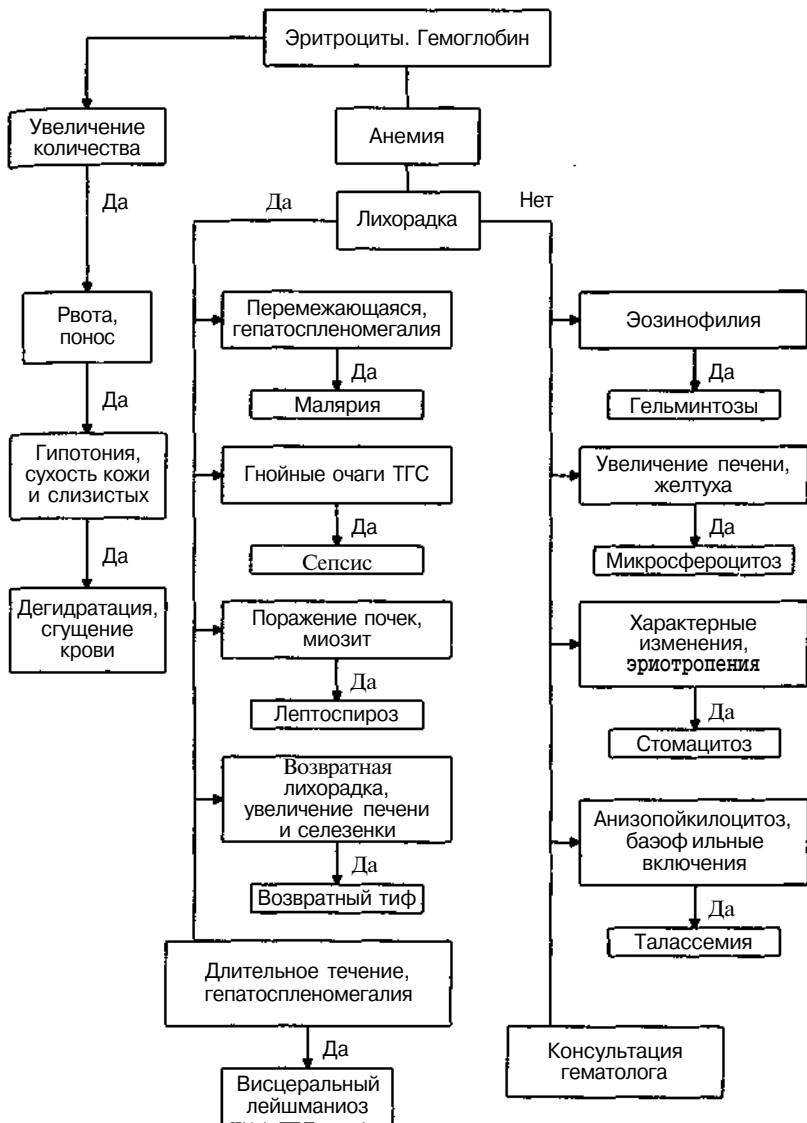 Эритроциты. Гемоглобин
Увеличение
количества
Анемия
Да
Да
Лихорадка
Нет
Рвота,
понос
Перемежающаяся,
гепатоспленомегалия
Эозинофилия
Да
Да
Да
Малярия
Гельминтозы
Гипотония,
сухость кожи
и слизистых
Гнойные очаги ТГС
Увеличение печени,
желтуха
Да
Да
Да
Сепсис
Микросфероцитоз
Дегидратация,
сгущение
крови
Поражение почек,
миозит
Характерные
изменения,
эриотропения
Да
Да
Лептоспироз
Стомацитоз
Возвратная
лихорадка,
увеличение печени
и селезенки
Анизопойкилоцитоз,
баэоф ильные
включения
Да
Да
Возвратный тиф
Талассемия
Длительное течение,
гепатоспленомегалия
Да
Консультация
гематолога
Висцеральный
лейшманиоз